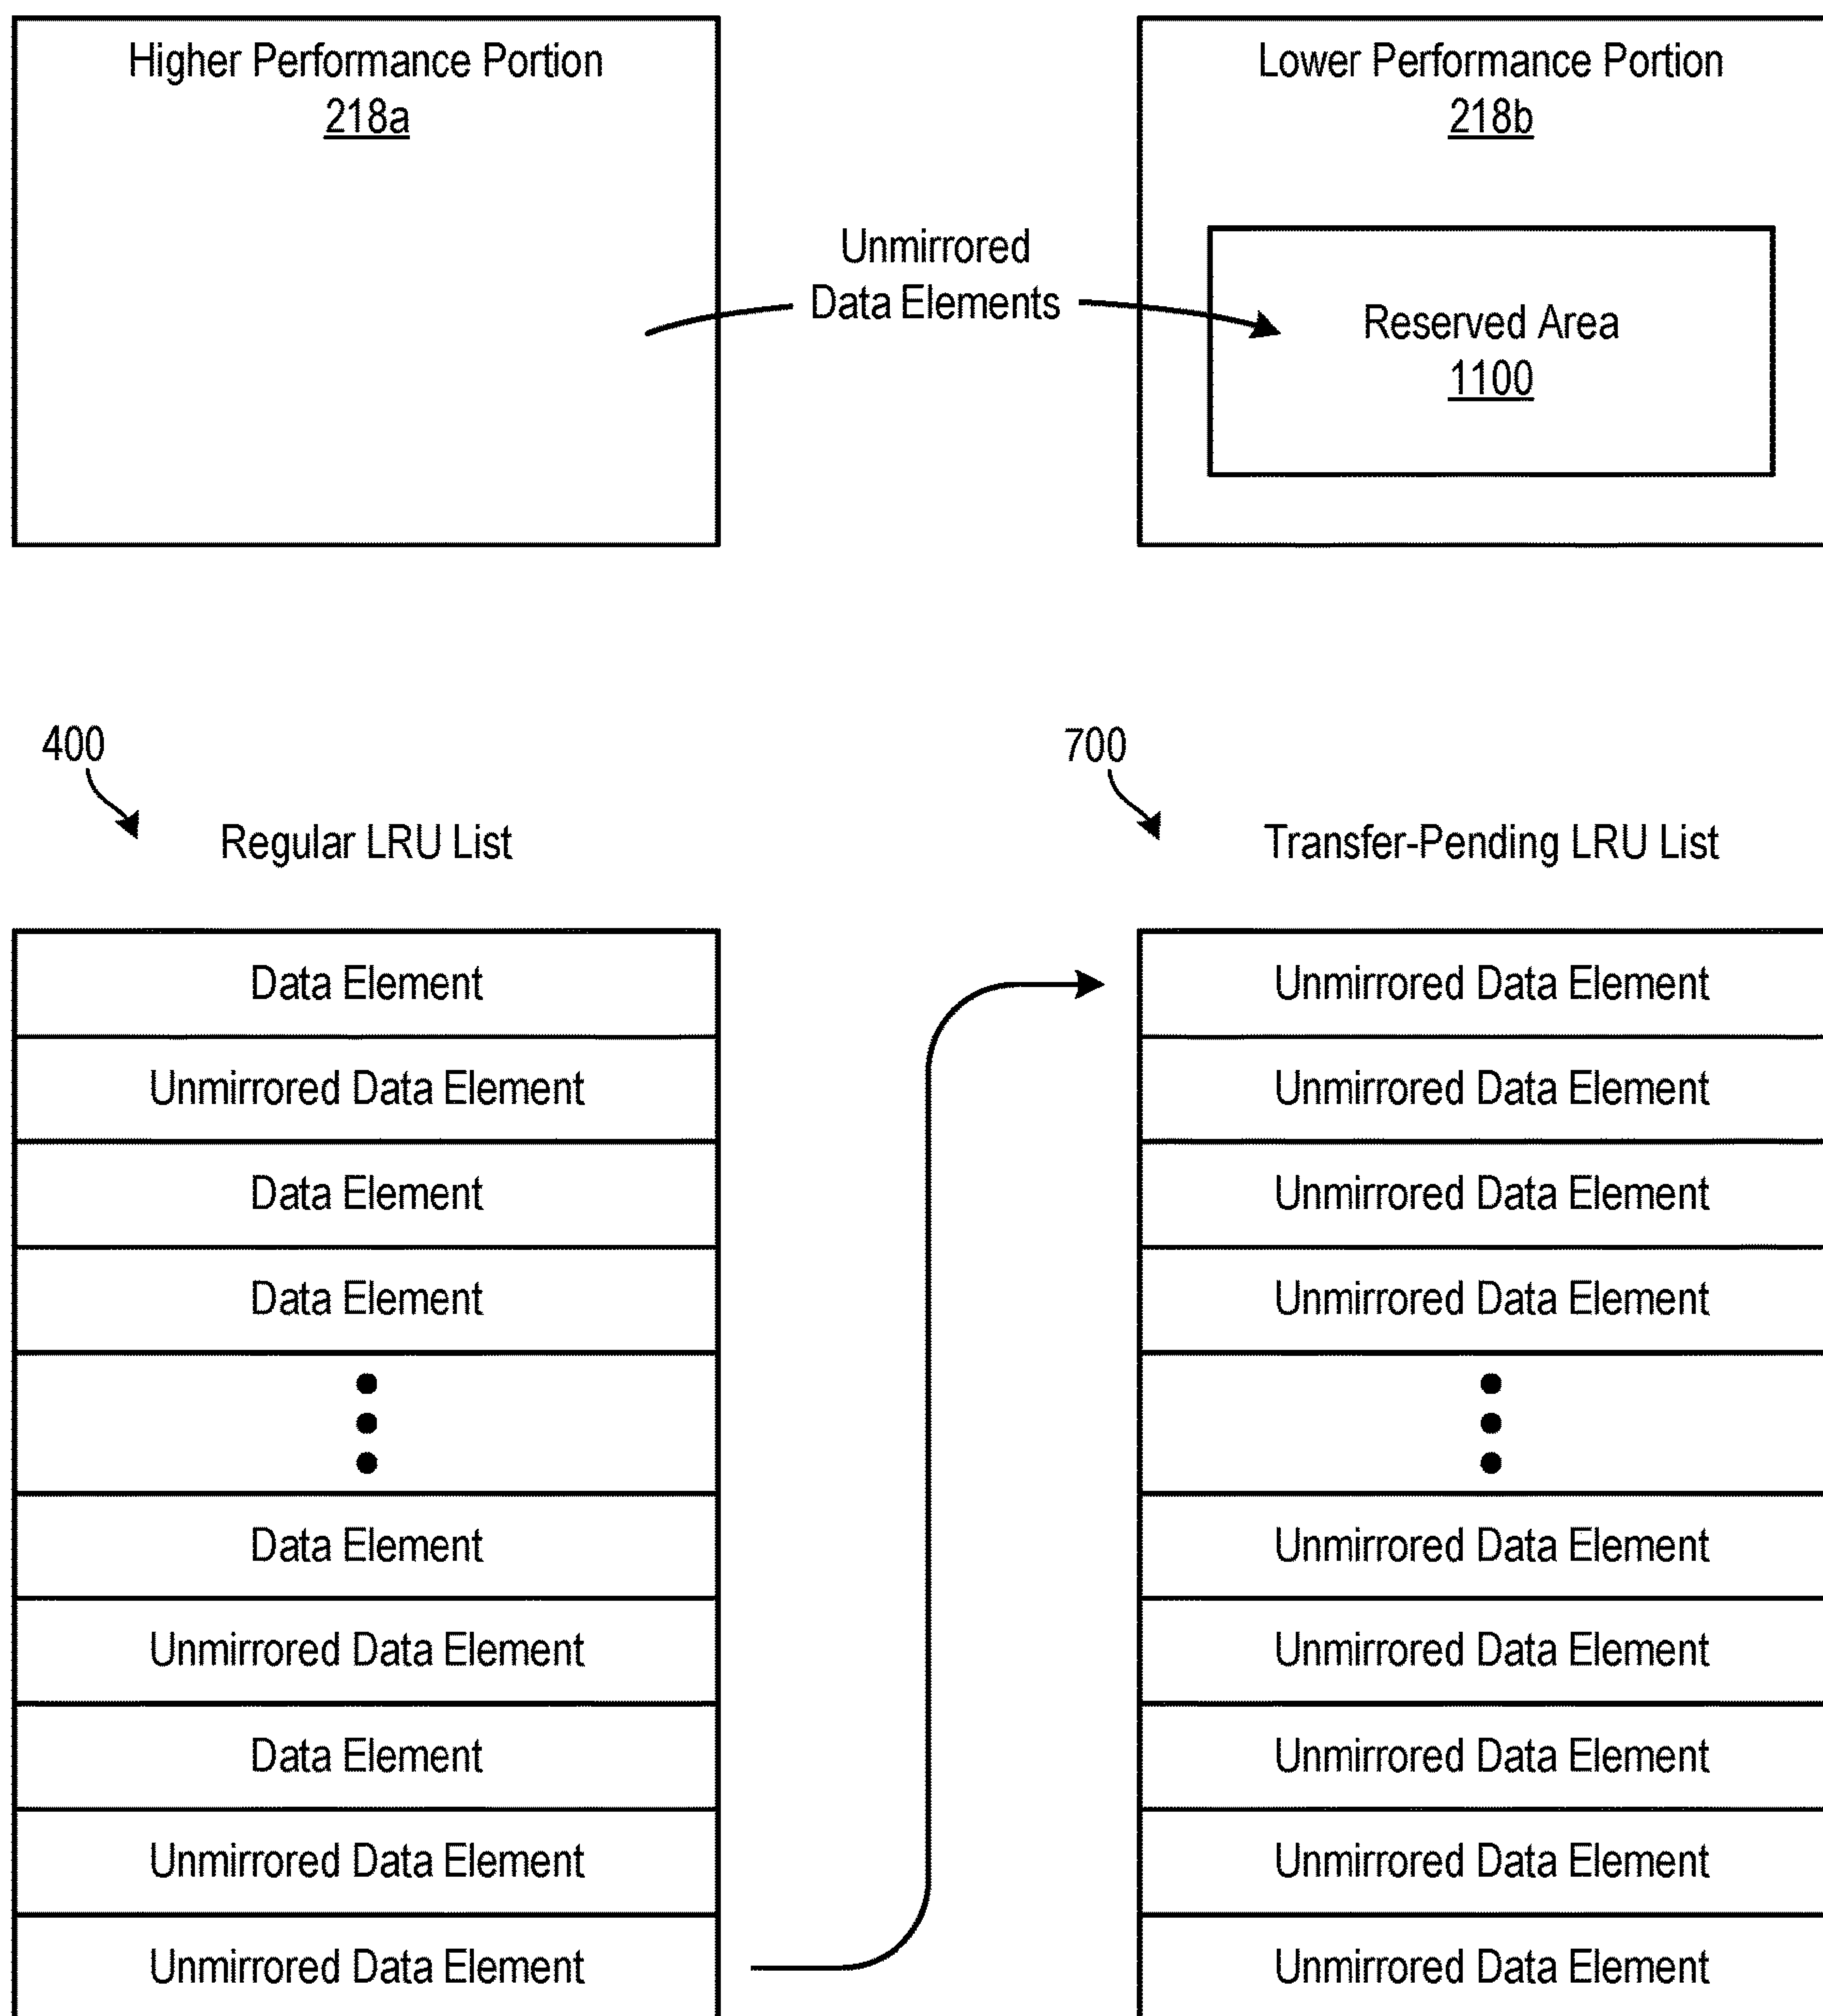 Higher Performance Portion
218a
Lower Performance Portion
218b
Unmirrored
Data Elements
Reserved Area
1100
400
Regular LRU List
700
Transfer-Pending LRU List
Data Element
Unmirrored Data Element
Data Element
Data Element
Data Element
Unmirrored Data Element
Data Element
Unmirrored Data Element
Unmirrored Data Element
Unmirrored Data Element
Unmirrored Data Element
Unmirrored Data Element
Unmirrored Data Element
Unmirrored Data Element
Unmirrored Data Element
Unmirrored Data Element
Unmirrored Data Element
Unmirrored Data Element